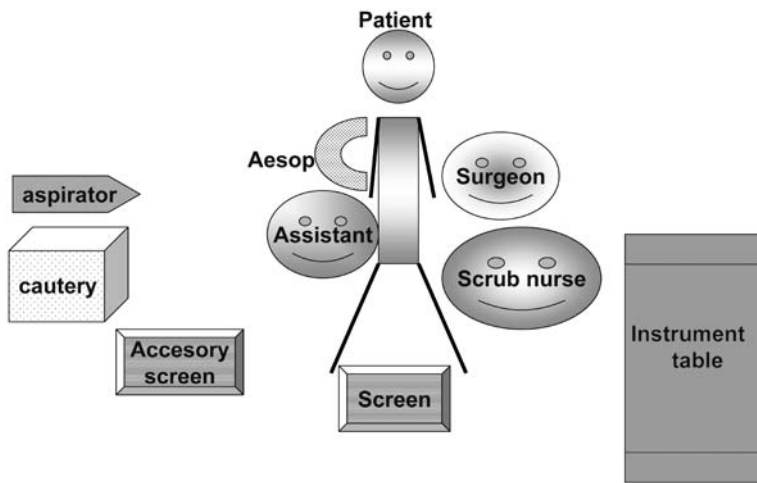 Patient
Aesop
Surgeon
aspirator
Assistant
cautery
Scrub nurse
Instrument
table
Accesory
screen
Screen